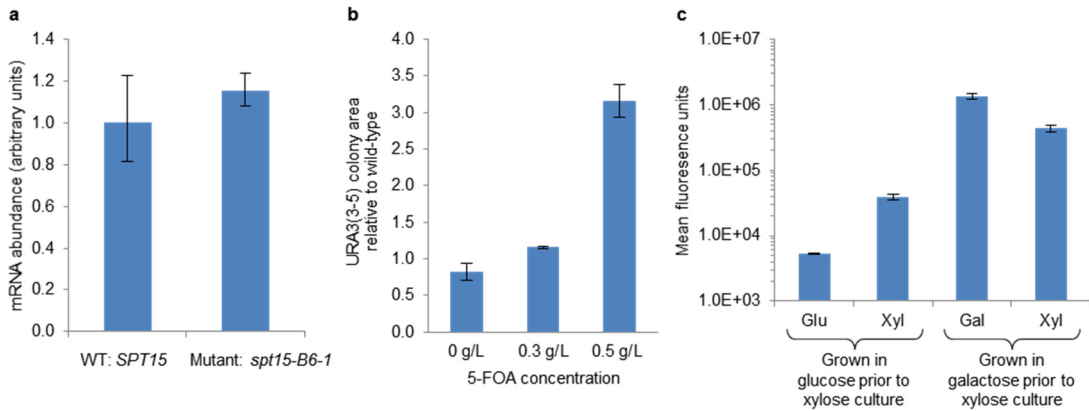 a
mRNA abundance (arbitrary units)
1.4
1.2
1.0
0.8
0.6
0.4
0.2
0.0
WT: SPT15
Mutant: spt15-B6-1
b
URA3(3-5) colony area
relative to wild-type
4.0
3.5
3.0
2.5
2.0
1.5
1.0
0.5
0.0
0 g/L
0.3 g/L
0.5 g/L
5-FOA concentration
c
Mean fluoresence units
1.0E+07
1.0E+06
1.0E+05
1.0E+04
1.0E+03
Glu
Xyl
Gal
Xyl
Grown in
glucose prior to
xylose culture
Grown in
galactose prior to
xylose culture